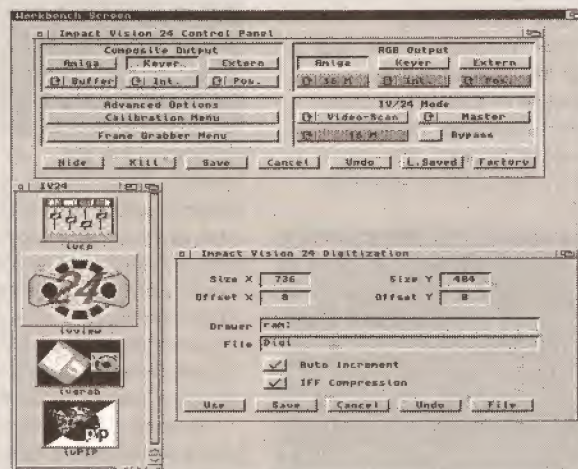 Workbench Screen
Impact Vision 24 Control Panel
Composite Output
Amiga Keyer Extern
Buffer Int. Pos.
RGB Output
Amiga Keyer Extern
16 M Int. Pos.
Advanced Options
Calibration Menu
Frame Grabber Menu
IV/24 Mode
Video-Scan Master
16 M Bypass
Hide Kill Save Cancel Undo L.Saved Factory
IV24
ivcp
24
ivview
ivgrab
pip
ivPIP
Impact Vision 24 Digitization
Size X 736 Size Y 484
Offset X 8 Offset Y 0
Drawer ram:
File Digi
Auto Increment
IFF Compression
Use Save Cancel Undo File